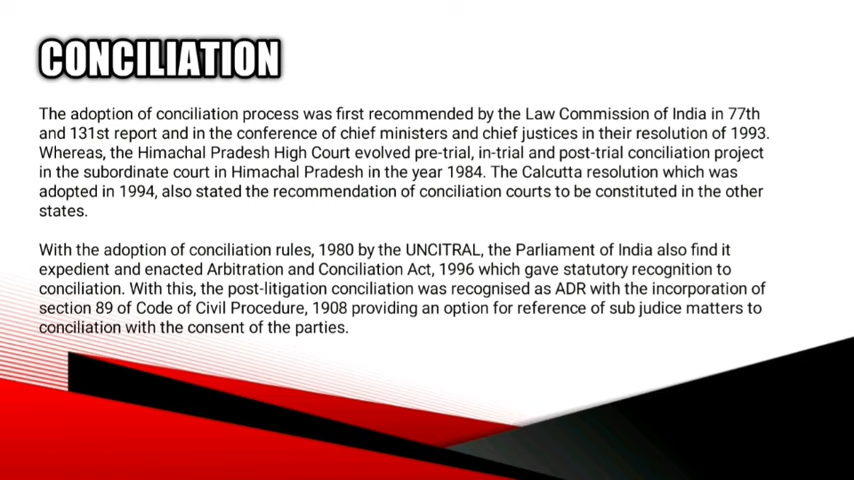 CONCILIATION
The adoption of conciliation process was first recommended by the Law Commission of India in 77th
and 131st report and in the conference of chief ministers and chief justices in their resolution of 1993.
Whereas, the Himachal Pradesh High Court evolved pre-trial, in-trial and post-trial conciliation project
in the subordinate court in Himachal Pradesh in the year 1984. The Calcutta resolution which was
adopted in 1994, also stated the recommendation of conciliation courts to be constituted in the other
states.
With the adoption of conciliation rules, 1980 by the UNCITRAL, the Parliament of India also find it
expedient and enacted Arbitration and Conciliation Act, 1996 which gave statutory recognition to
conciliation. With this, the post-litigation conciliation was recognised as ADR with the incorporation of
section 89 of Code of Civil Procedure, 1908 providing an option for reference of sub judice matters to
conciliation with the consent of the parties.